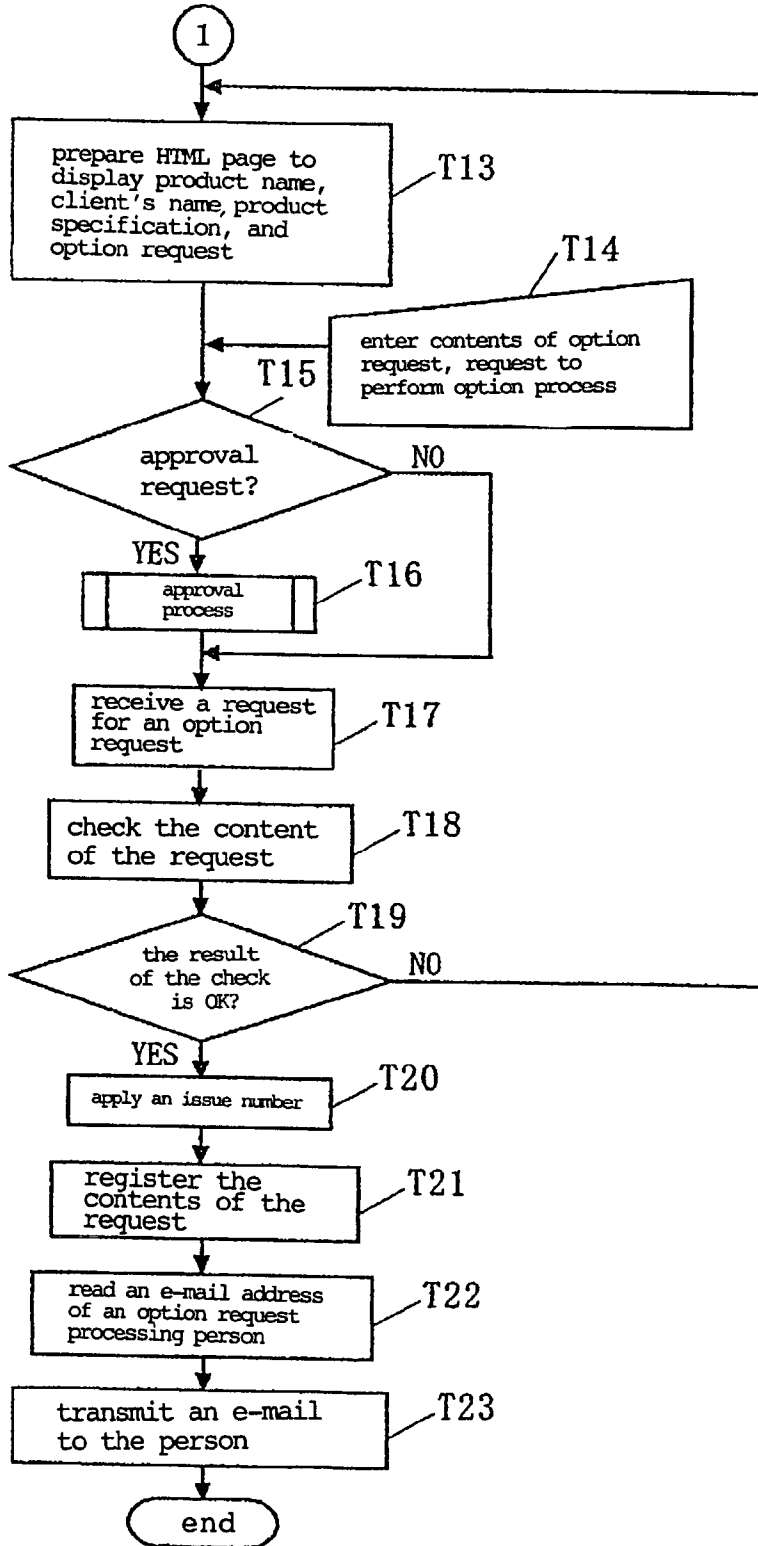 1
prepare HTML page to
display product name,
client's name, product
specification, and
option request
T13
T14
enter contents of option
request, request to
perform option process
T15
approval
request?
NO
YES
T16
approval
process
receive a request
for an option
request
T17
check the content
of the request
T18
T19
the result
of the check
is OK?
NO
YES
T20
apply an issue number
register the
contents of the
request
T21
read an e-mail address
of an option request
processing person
T22
transmit an e-mail
to the person
T23
end